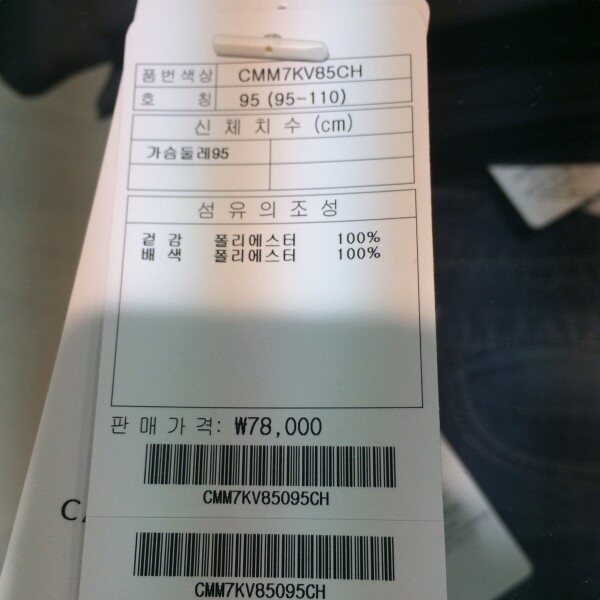 품번색상 CMM7KV85CH
호 칭 95 (95-110)
신체치수 (cm)
가슴둘레95
섬유의조성
겉감 폴리에스터 100%
배색 폴리에스터 100%
판매가격: ₩78,000
CMM7KV85095CH
CMM7KV85095CH